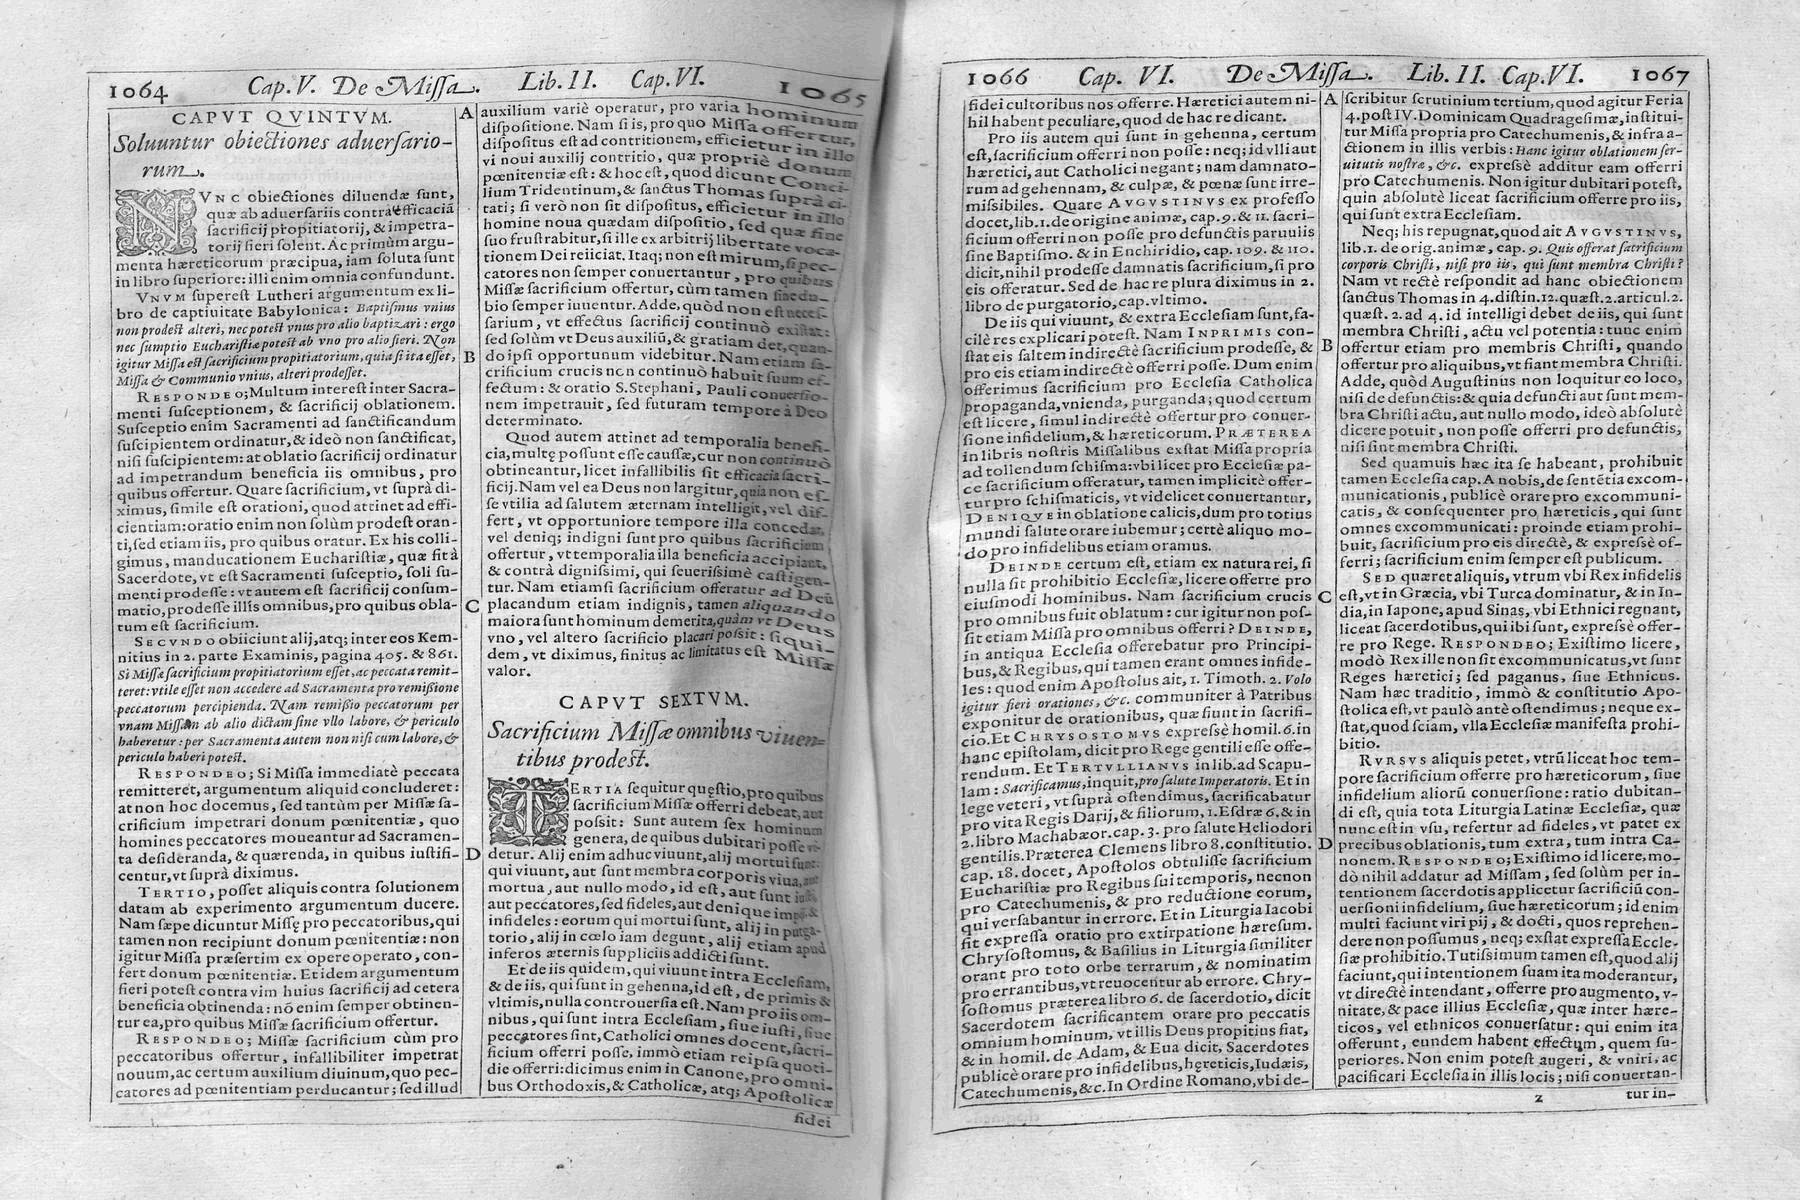 1064 Cap. V. De Missa. Lib. II. Cap. VI. 1065
CAPVT QVINTVM.
Soluuntur obiectiones aduersario-
rum.
NVNC obiectiones diluendæ sunt,
quæ ab aduersariis contra efficaciã
sacrificij propitiatorij, & impetra-
torij fieri solent. Ac primùm argu-
menta hæreticorum præcipua, iam soluta sunt
in libro superiore: illi enim omnia confundunt.
VNVM superest Lutheri argumentum ex li-
bro de captiuitate Babylonica: Baptismus vnius
non prodest alteri, nec potest vnus pro alio baptizari: ergo
nec sumptio Eucharistiæ potest ab vno pro alio fieri. Non
igitur Missa est sacrificium propitiatorium, quia si ita esset,
Missa & Communio vnius, alteri prodesset.
RESPONDEO; Multum interest inter Sacra-
menti susceptionem, & sacrificij oblationem.
Susceptio enim Sacramenti ad sanctificandum
suscipientem ordinatur, & ideò non sanctificat,
nisi suscipientem: at oblatio sacrificij ordinatur
ad impetrandum beneficia iis omnibus, pro
quibus offertur. Quare sacrificium, vt suprà di-
ximus, simile est orationi, quod attinet ad effi-
cientiam: oratio enim non solùm prodest oran-
ti, sed etiam iis, pro quibus oratur. Ex his colli-
gimus, manducationem Eucharistiæ, quæ fit à
Sacerdote, vt est Sacramenti susceptio, soli su-
menti prodesse: vt autem est sacrificij consum-
matio, prodesse illis omnibus, pro quibus obla-
tum est sacrificium.
SECVNDO obiiciunt alij, atq; inter eos Kem-
nitius in 2. parte Examinis, pagina 405. & 861.
Si Missa sacrificium propitiatorium esset, ac peccata remit-
teret: vtile esset non accedere ad Sacramenta pro remißione
peccatorum percipienda. Nam remißio peccatorum per
vnam Missam ab alio dictam sine vllo labore, & periculo
haberetur: per Sacramenta autem non nisi cum labore, &
periculo haberi potest.
RESPONDEO; Si Missa immediatè peccata
remitteret, argumentum aliquid concluderet:
at non hoc docemus, sed tantùm per Missæ sa-
crificium impetrari donum pœnitentiæ, quo
homines peccatores moueantur ad Sacramen-
ta desideranda, & quærenda, in quibus iustifi-
centur, vt suprà diximus.
TERTIO, posset aliquis contra solutionem
datam ab experimento argumentum ducere.
Nam sæpe dicuntur Missę pro peccatoribus, qui
tamen non recipiunt donum pœnitentiæ: non
igitur Missa præsertim ex opere operato, con-
fert donum pœnitentiæ. Et idem argumentum
fieri potest contra vim huius sacrificij ad cetera
beneficia obtinenda: nõ enim semper obtinen-
tur ea, pro quibus Missæ sacrificium offertur.
RESPONDEO; Missæ sacrificium cùm pro
peccatoribus offertur, infallibiliter impetrat
nouum, ac certum auxilium diuinum, quo pec-
catores ad pœnitentiam perducantur; sed illud
A
B
C
D
auxilium variè operatur, pro varia hominum
dispositione. Nam si is, pro quo Missa offertur,
dispositus est ad contritionem, efficietur in illo
vi noui auxilij contritio, quæ propriè donum
pœnitentiæ est: & hoc est, quod dicunt Conci-
lium Tridentinum, & sanctus Thomas suprà ci-
tati; si verò non sit dispositus, efficietur in illo
homine noua quædam dispositio, sed quæ fine
suo frustrabitur, si ille ex arbitrij libertate voca-
tionem Dei reiiciat. Itaq; non est mirum, si pec-
catores non semper conuertantur, pro quibus
Missæ sacrificium offertur, cùm tamen sine du-
bio semper iuuentur. Adde, quòd non est neces-
sarium, vt effectus sacrificij continuò existat:
sed solùm vt Deus auxiliũ, & gratiam det, quan-
do ipsi opportunum videbitur. Nam etiam sa-
crificium crucis non continuò habuit suum ef-
fectum: & oratio S. Stephani, Pauli conuersio-
nem impetrauit, sed futuram tempore à Deo
determinato.
Quod autem attinet ad temporalia benefi-
cia, multę possunt esse caussæ, cur non continuò
obtineantur, licet infallibilis sit efficacia sacri-
ficij. Nam vel ea Deus non largitur, quia non es-
se vtilia ad salutem æternam intelligit, vel dif-
fert, vt opportuniore tempore illa concedat,
vel deniq; indigni sunt pro quibus sacrificium
offertur, vt temporalia illa beneficia accipiant,
& contrà dignissimi, qui seuerissimè castigen-
tur. Nam etiamsi sacrificium offeratur ad Deũ
placandum etiam indignis, tamen aliquando
maiora sunt hominum demerita, quàm vt Deus
vno, vel altero sacrificio placari possit: si qui-
dem, vt diximus, finitus ac limitatus est Missæ
valor.
CAPVT SEXTVM.
Sacrificium Missæ omnibus viuen-
tibus prodest.
TERTIA sequitur quęstio, pro quibus
sacrificium Missæ offerri debeat, aut
possit: Sunt autem sex hominum
genera, de quibus dubitari posse vi-
detur. Alij enim adhuc viuunt, alij mortui sunt:
qui viuunt, aut sunt membra corporis viua, aut
mortua, aut nullo modo, id est, aut sunt iusti,
aut peccatores, sed fideles, aut denique impij &
infideles: eorum qui mortui sunt, alij in purga-
torio, alij in cœlo iam degunt, alij etiam apud
inferos æternis suppliciis addicti sunt.
Et de iis quidem, qui viuunt intra Ecclesiam,
& de iis, qui sunt in gehenna, id est, de primis &
vltimis, nulla controuersia est. Nam pro iis om-
nibus, qui sunt intra Ecclesiam, siue iusti, siue
peccatores sint, Catholici omnes docent, sacri-
ficium offerri posse, immò etiam reipsa quoti-
die offerri: dicimus enim in Canone, pro omni-
bus Orthodoxis, & Catholicæ, atq; Apostolicæ
fidei
1066 Cap. VI. De Missa. Lib. II. Cap. VI. 1067
fidei cultoribus nos offerre. Hæretici autem ni-
hil habent peculiare, quod de hac re dicant.
Pro iis autem qui sunt in gehenna, certum
est, sacrificium offerri non posse: neq; id vlli aut
hæretici, aut Catholici negant; nam damnato-
rum ad gehennam, & culpæ, & pœnæ sunt irre-
missibiles. Quare AVGVSTINVS ex professo
docet, lib. 1. de origine animæ, cap. 9. & 11. sacri-
ficium offerri non posse pro defunctis paruulis
sine Baptismo. & in Enchiridio, cap. 109. & 110.
dicit, nihil prodesse damnatis sacrificium, si pro
eis offeratur. Sed de hac re plura diximus in 2.
libro de purgatorio, cap. vltimo.
De iis qui viuunt, & extra Ecclesiam sunt, fa-
cilè res explicari potest. Nam INPRIMIS con-
stat eis saltem indirectè sacrificium prodesse, &
pro eis etiam indirectè offerri posse. Dum enim
offerimus sacrificium pro Ecclesia Catholica
propaganda, vnienda, purganda; quod certum
est licere, simul indirectè offertur pro conuer-
sione infidelium, & hæreticorum. PRÆTEREA
in libris nostris Missalibus exstat Missa propria
ad tollendum schisma: vbi licet pro Ecclesiæ pa-
ce sacrificium offeratur, tamen implicitè offer-
tur pro schismaticis, vt videlicet conuertantur,
DENIQVE in oblatione calicis, dum pro totius
mundi salute orare iubemur; certè aliquo mo-
do pro infidelibus etiam oramus.
DEINDE certum est, etiam ex natura rei, si
nulla sit prohibitio Ecclesiæ, licere offerre pro
eiusmodi hominibus. Nam sacrificium crucis
pro omnibus fuit oblatum: cur igitur non pos-
sit etiam Missa pro omnibus offerri? DEINDE,
in antiqua Ecclesia offerebatur pro Principi-
bus, & Regibus, qui tamen erant omnes infide-
les: quod enim Apostolus ait, 1. Timoth. 2. Volo
igitur fieri orationes, &c. communiter à Patribus
exponitur de orationibus, quæ fiunt in sacrifi-
cio. Et CHRYSOSTOMVS expressè homil. 6. in
hanc epistolam, dicit pro Rege gentili esse offe-
rendum. Et TERTVLLIANVS in lib. ad Scapu-
lam: Sacrificamus, inquit, pro salute Imperatoris. Et in
lege veteri, vt suprà ostendimus, sacrificabatur
pro vita Regis Darij, & filiorum, 1. Esdræ 6. & in
2. libro Machabæor. cap. 3. pro salute Heliodori
gentilis. Præterea Clemens libro 8. constitutio.
cap. 18. docet, Apostolos obtulisse sacrificium
Eucharistiæ pro Regibus sui temporis, necnon
pro Catechumenis, & pro reductione eorum,
qui versabantur in errore. Et in Liturgia Iacobi
fit expressa oratio pro extirpatione hæresum.
Chrysostomus, & Basilius in Liturgia similiter
orant pro toto orbe terrarum, & nominatim
pro errantibus, vt reuocentur ab errore. Chry-
sostomus præterea libro 6. de sacerdotio, dicit
Sacerdotem sacrificantem orare pro peccatis
omnium hominum, vt illis Deus propitius fiat,
& in homil. de Adam, & Eua dicit, Sacerdotes
publicè orare pro infidelibus, hęreticis, Iudæis,
Catechumenis, &c. In Ordine Romano, vbi de-
A
B
C
D
scribitur scrutinium tertium, quod agitur Feria
4. post IV. Dominicam Quadragesimæ, institui-
tur Missa propria pro Catechumenis, & infra a-
ctionem in illis verbis: Hanc igitur oblationem ser-
uitutis nostræ, &c. expressè additur eam offerri
pro Catechumenis. Non igitur dubitari potest,
quin absolutè liceat sacrificium offerre pro iis,
qui sunt extra Ecclesiam.
Neq; his repugnat, quod ait AVGVSTINVS,
lib. 1. de orig. animæ, cap. 9. Quis offerat sacrificium
corporis Christi, nisi pro iis, qui sunt membra Christi?
Nam vt rectè respondit ad hanc obiectionem
sanctus Thomas in 4. distin. 12. quæst. 2. articul. 2.
quæst. 2. ad 4. id intelligi debet de iis, qui sunt
membra Christi, actu vel potentia: tunc enim
offertur etiam pro membris Christi, quando
offertur pro aliquibus, vt fiant membra Christi.
Adde, quòd Augustinus non loquitur eo loco,
nisi de defunctis: & quia defuncti aut sunt mem-
bra Christi actu, aut nullo modo, ideò absolutè
dicere potuit, non posse offerri pro defunctis,
nisi sint membra Christi.
Sed quamuis hæc ita se habeant, prohibuit
tamen Ecclesia cap. A nobis, de sentẽtia excom-
municationis, publicè orare pro excommuni-
catis, & consequenter pro hæreticis, qui sunt
omnes excommunicati: proinde etiam prohi-
buit, sacrificium pro eis directè, & expressè of-
ferri; sacrificium enim semper est publicum.
SED quæret aliquis, vtrum vbi Rex infidelis
est, vt in Græcia, vbi Turca dominatur, & in In-
dia, in Iapone, apud Sinas, vbi Ethnici regnant,
liceat sacerdotibus, qui ibi sunt, expressè offer-
re pro Rege. RESPONDEO; Existimo licere,
modò Rex ille non sit excommunicatus, vt sunt
Reges hæretici; sed paganus, siue Ethnicus.
Nam hæc traditio, immò & constitutio Apo-
stolica est, vt paulò antè ostendimus; neque ex-
stat, quod sciam, vlla Ecclesiæ manifesta prohi-
bitio.
RVRSVS aliquis petet, vtrũ liceat hoc tem-
pore sacrificium offerre pro hæreticorum, siue
infidelium aliorũ conuersione: ratio dubitan-
di est, quia tota Liturgia Latinæ Ecclesiæ, quæ
nunc est in vsu, refertur ad fideles, vt patet ex
precibus oblationis, tum extra, tum intra Ca-
nonem. RESPONDEO; Existimo id licere, mo-
dò nihil addatur ad Missam, sed solùm per in-
tentionem sacerdotis applicetur sacrificiũ con-
uersioni infidelium, siue hæreticorum; id enim
multi faciunt viri pij, & docti, quos reprehen-
dere non possumus, neq; exstat expressa Eccle-
siæ prohibitio. Tutissimum tamen est, quod alij
faciunt, qui intentionem suam ita moderantur,
vt directè intendant, offerre pro augmento, v-
nitate, & pace illius Ecclesiæ, quæ inter hære-
ticos, vel ethnicos conuersatur: qui enim ita
offerunt, eundem habent effectum, quem su-
periores. Non enim potest augeri, & vniri, ac
pacificari Ecclesia in illis locis; nisi conuertan-
z tur in-